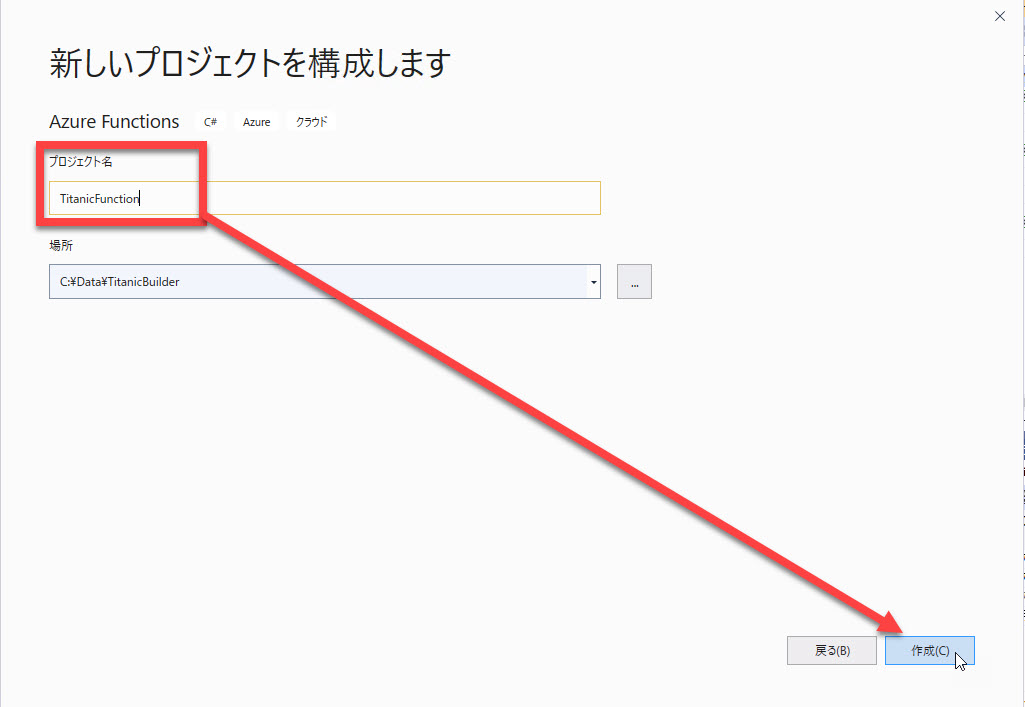 新しいプロジェクトを構成します
Azure Functions C# Azure クラウド
プロジェクト名
TitanicFunction
場所
C:¥Data¥TitanicBuilder
...
戻る(B) 作成(C)